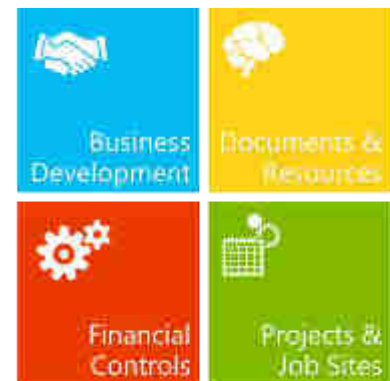 Business
Development
Documents &
Resources
Financial
Controls
Projects &
Job Sites